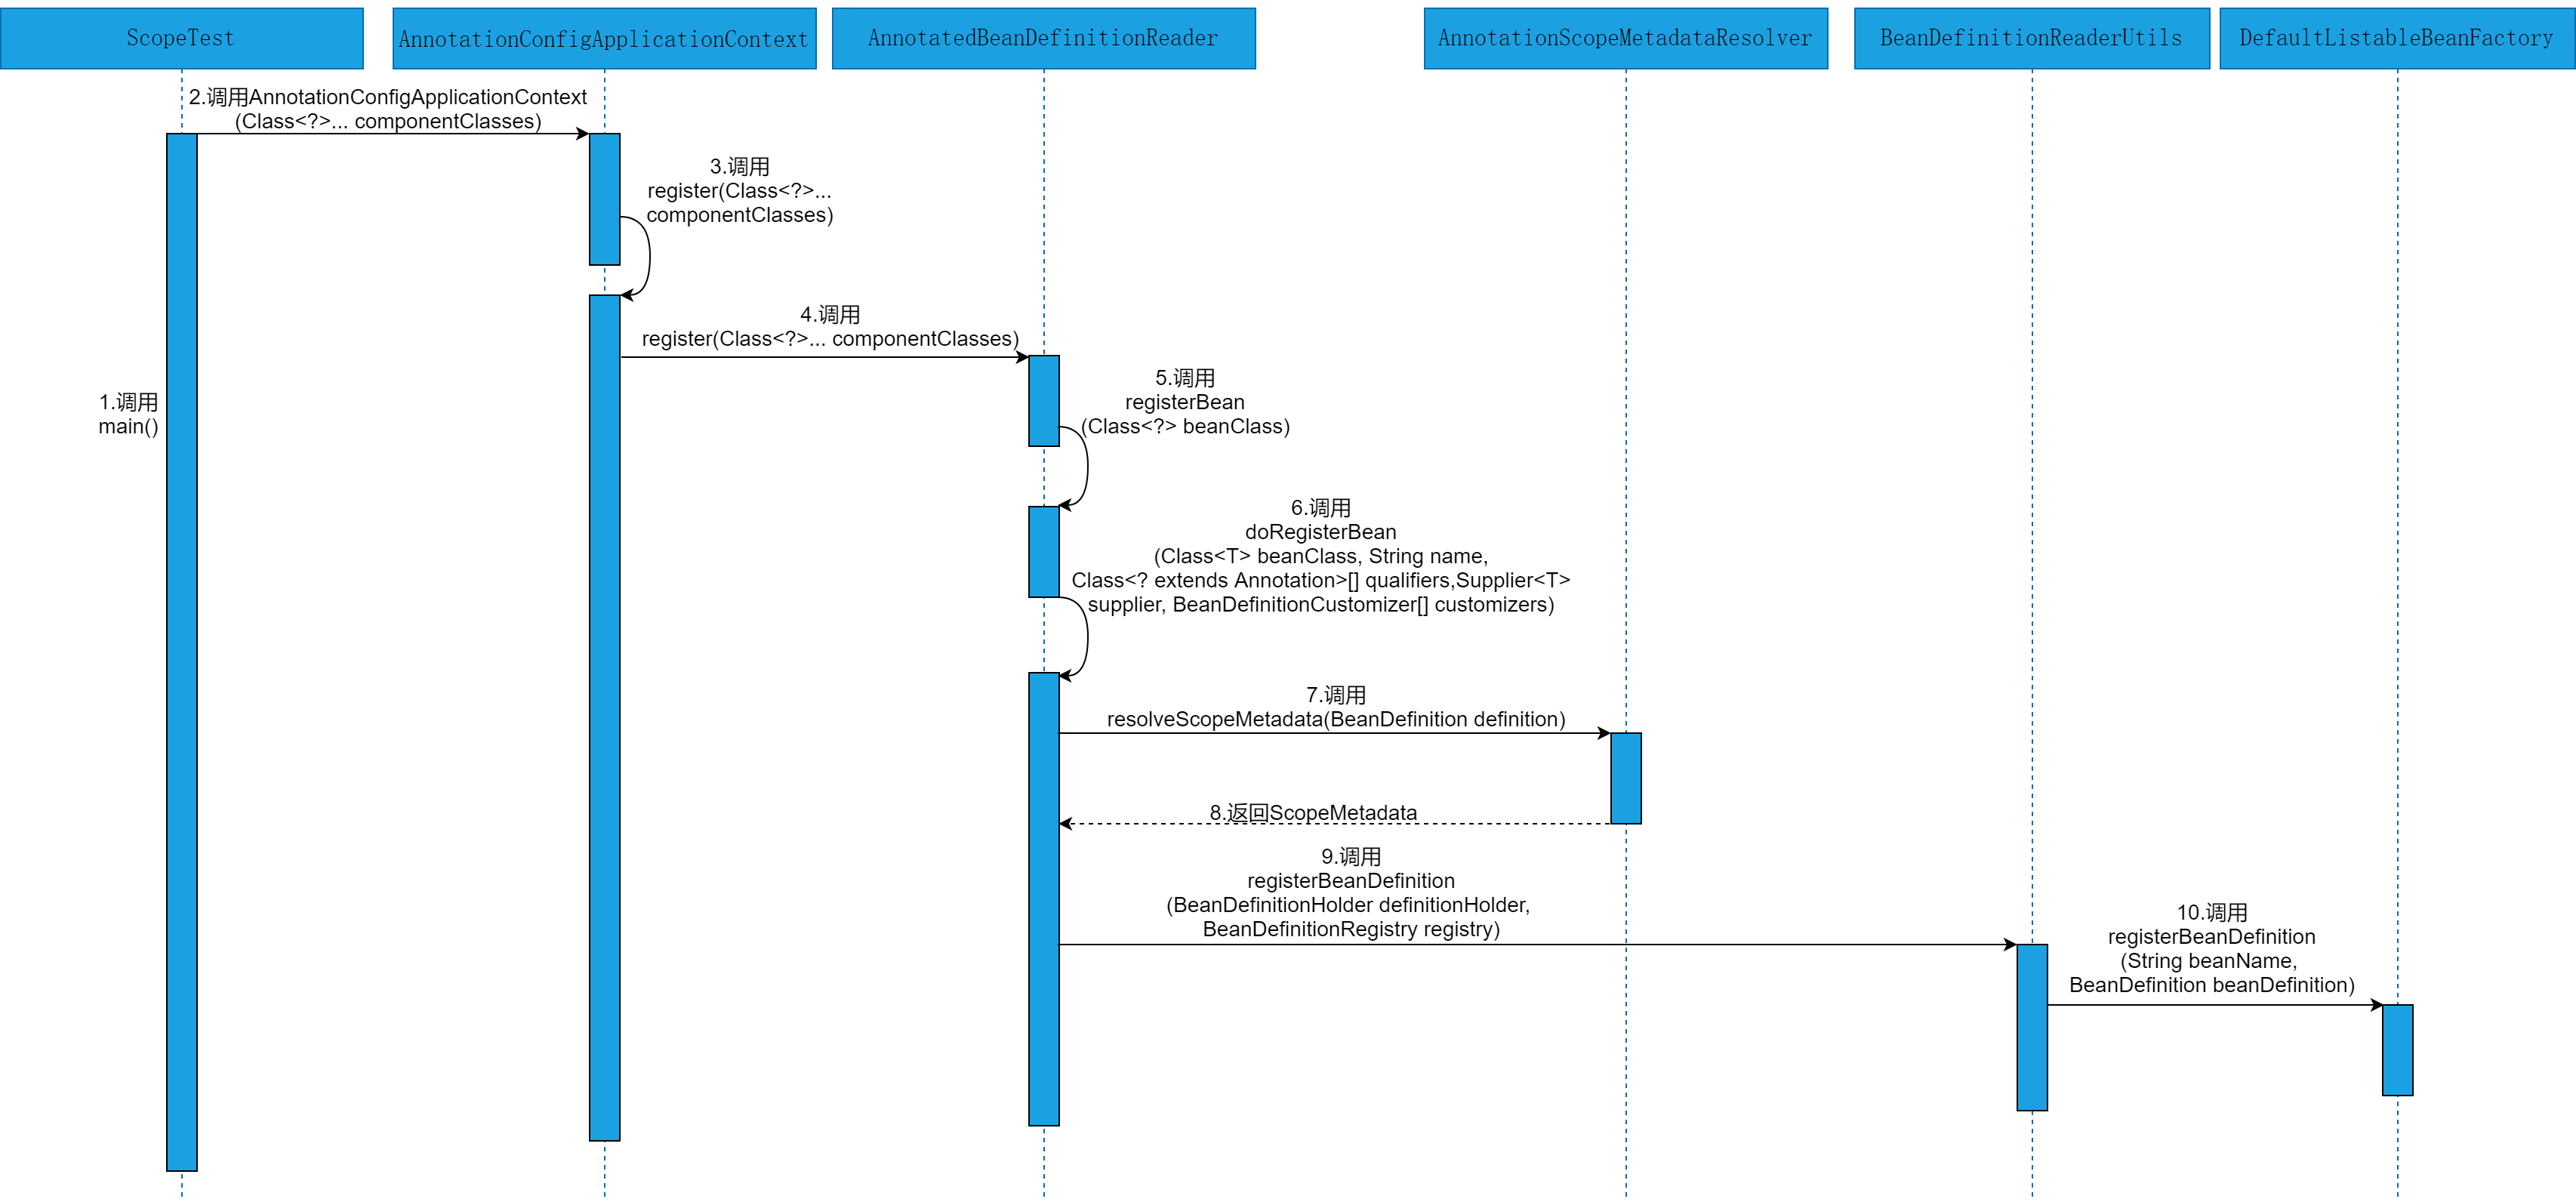 ScopeTest
AnnotationConfigApplicationContext
AnnotatedBeanDefinitionReader
AnnotationScopeMetadataResolver
BeanDefinitionReaderUtils
DefaultListableBeanFactory
2.调用AnnotationConfigApplicationContext
(Class<?>... componentClasses)
3.调用
register(Class<?>...
componentClasses)
4.调用
register(Class<?>... componentClasses)
1.调用
main()
5.调用
registerBean
(Class<?> beanClass)
6.调用
doRegisterBean
(Class<T> beanClass, String name,
Class<? extends Annotation>[] qualifiers,Supplier<T>
supplier, BeanDefinitionCustomizer[] customizers)
7.调用
resolveScopeMetadata(BeanDefinition definition)
8.返回ScopeMetadata
9.调用
registerBeanDefinition
(BeanDefinitionHolder definitionHolder,
BeanDefinitionRegistry registry)
10.调用
registerBeanDefinition
(String beanName,
BeanDefinition beanDefinition)